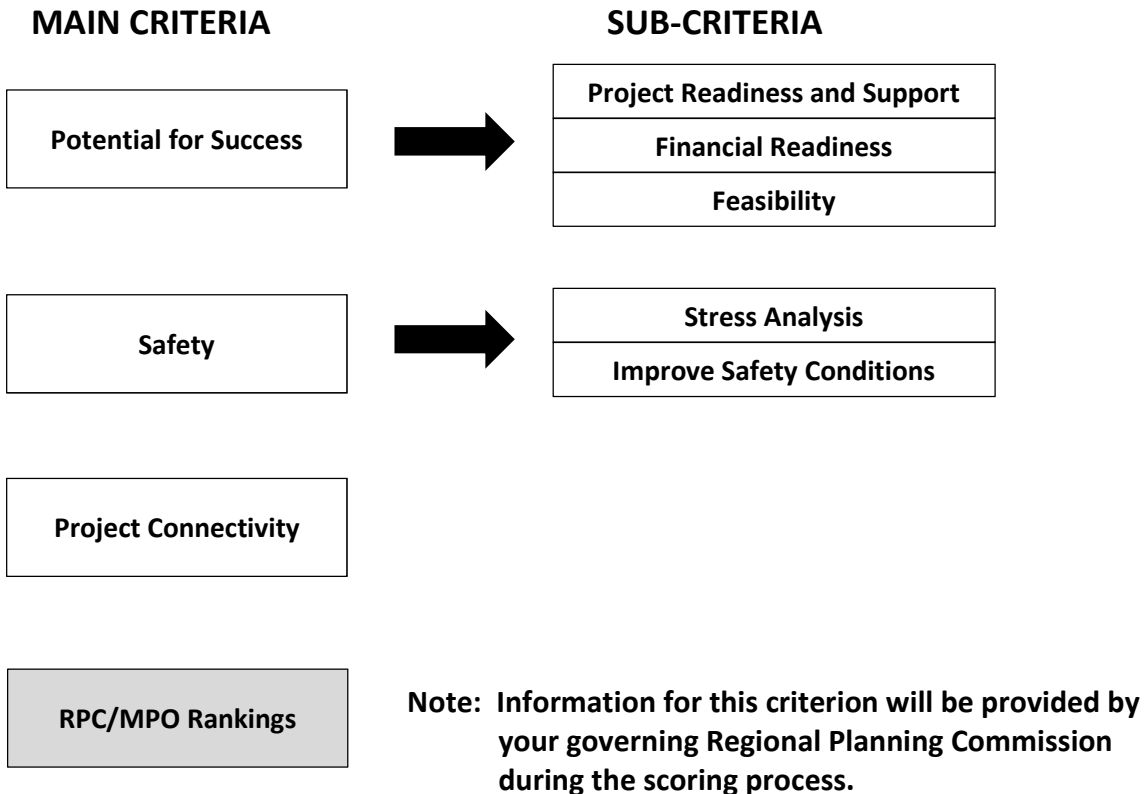 MAIN CRITERIA
SUB-CRITERIA
Potential for Success
Project Readiness and Support
Financial Readiness
Feasibility
Safety
Stress Analysis
Improve Safety Conditions
Project Connectivity
RPC/MPO Rankings
Note: Information for this criterion will be provided by
your governing Regional Planning Commission
during the scoring process.